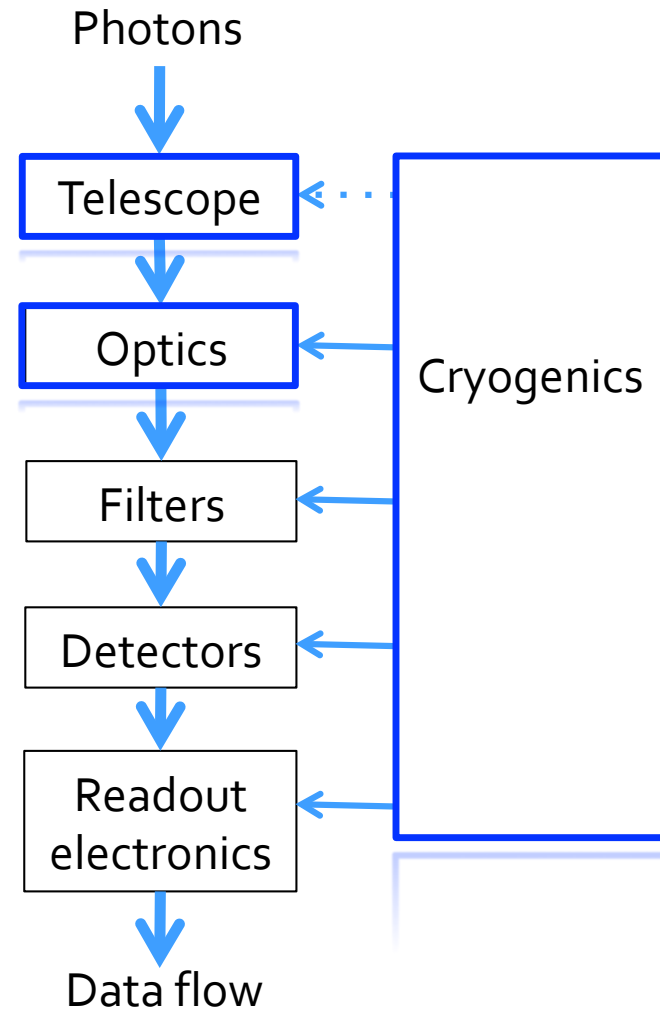 Photons
Telescope
Optics
Cryogenics
Filters
Detectors
Readout
electronics
Data flow